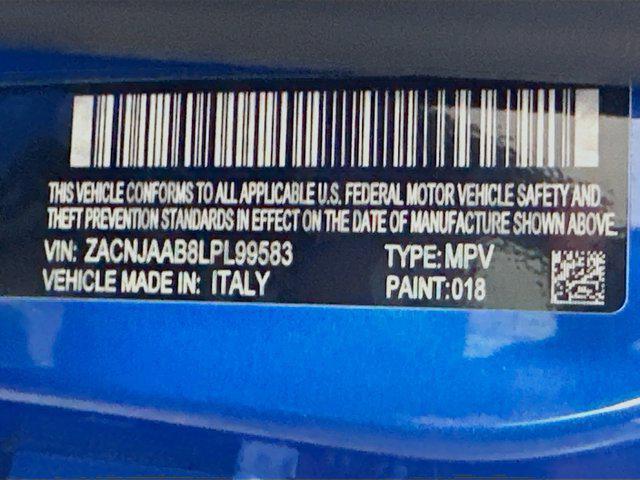 THIS VEHICLE CONFORMS TO ALL APPLICABLE U.S. FEDERAL MOTOR VEHICLE SAFETY AND
THEFT PREVENTION STANDARDS IN EFFECT ON THE DATE OF MANUFACTURE SHOWN ABOVE.
VIN: ZACNJAAB8LPL99583 TYPE: MPV
VEHICLE MADE IN: ITALY PAINT: 018